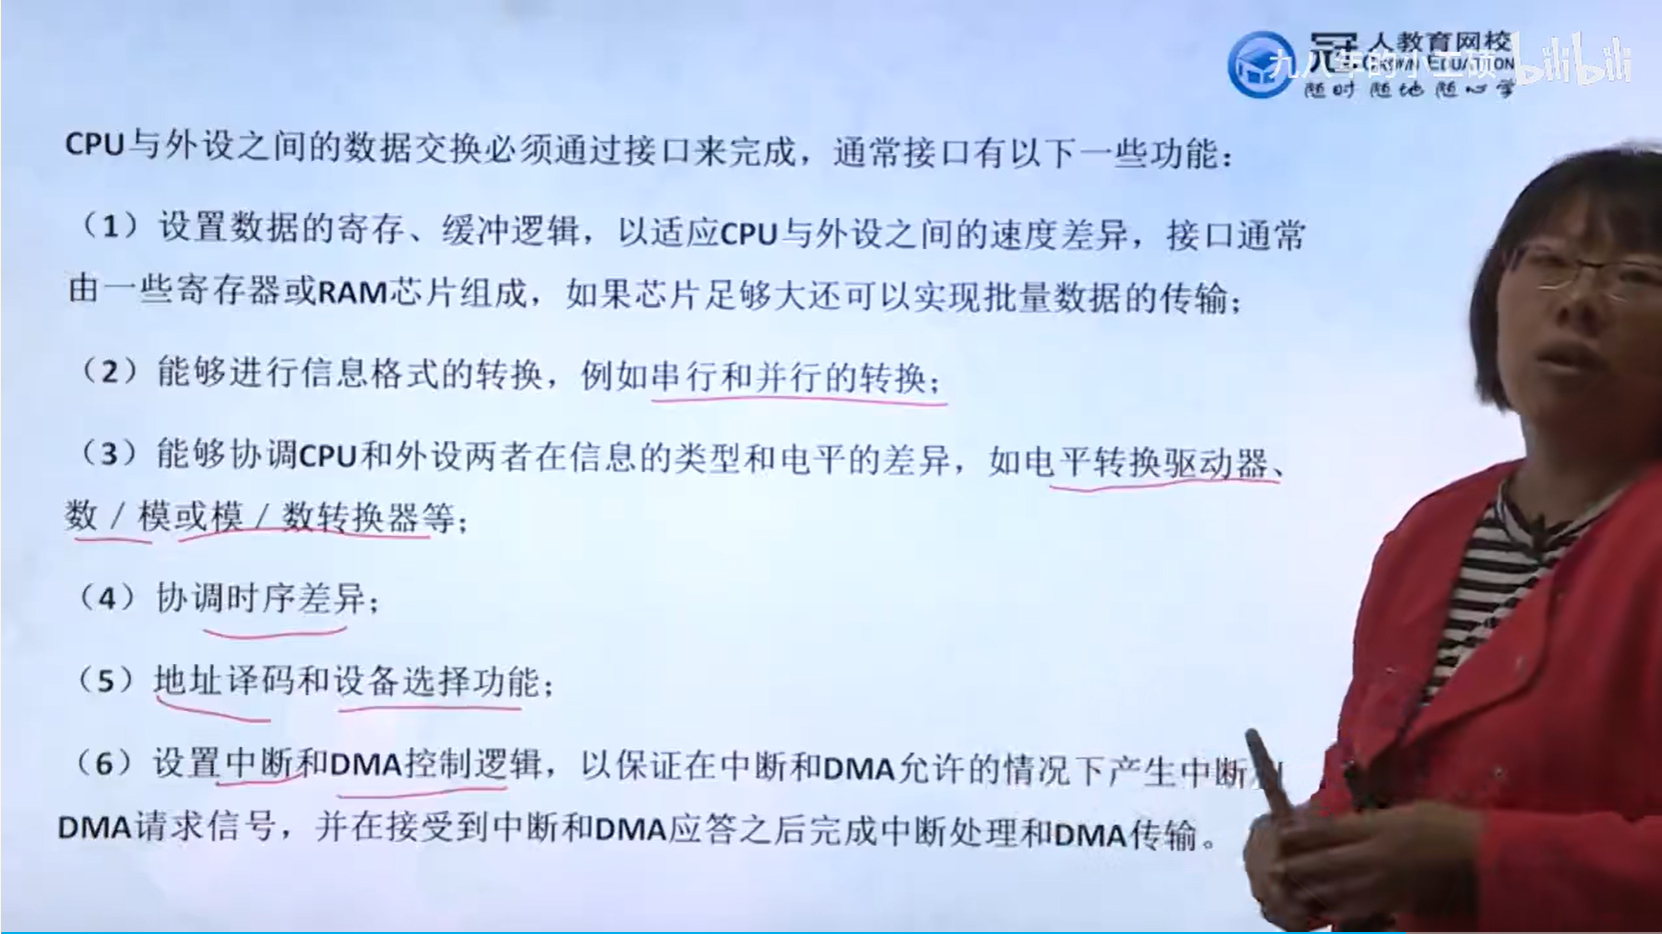 人教育网校
bilibili
随时 随地 随心学
CPU与外设之间的数据交换必须通过接口来完成，通常接口有以下一些功能：
（1）设置数据的寄存、缓冲逻辑，以适应CPU与外设之间的速度差异，接口通常
由一些寄存器或RAM芯片组成，如果芯片足够大还可以实现批量数据的传输；
（2）能够进行信息格式的转换，例如串行和并行的转换；
（3）能够协调CPU和外设两者在信息的类型和电平的差异，如电平转换驱动器、
数／模或模／数转换器等；
（4）协调时序差异；
（5）地址译码和设备选择功能；
（6）设置中断和DMA控制逻辑，以保证在中断和DMA允许的情况下产生中断
DMA请求信号，并在接受到中断和DMA应答之后完成中断处理和DMA传输。